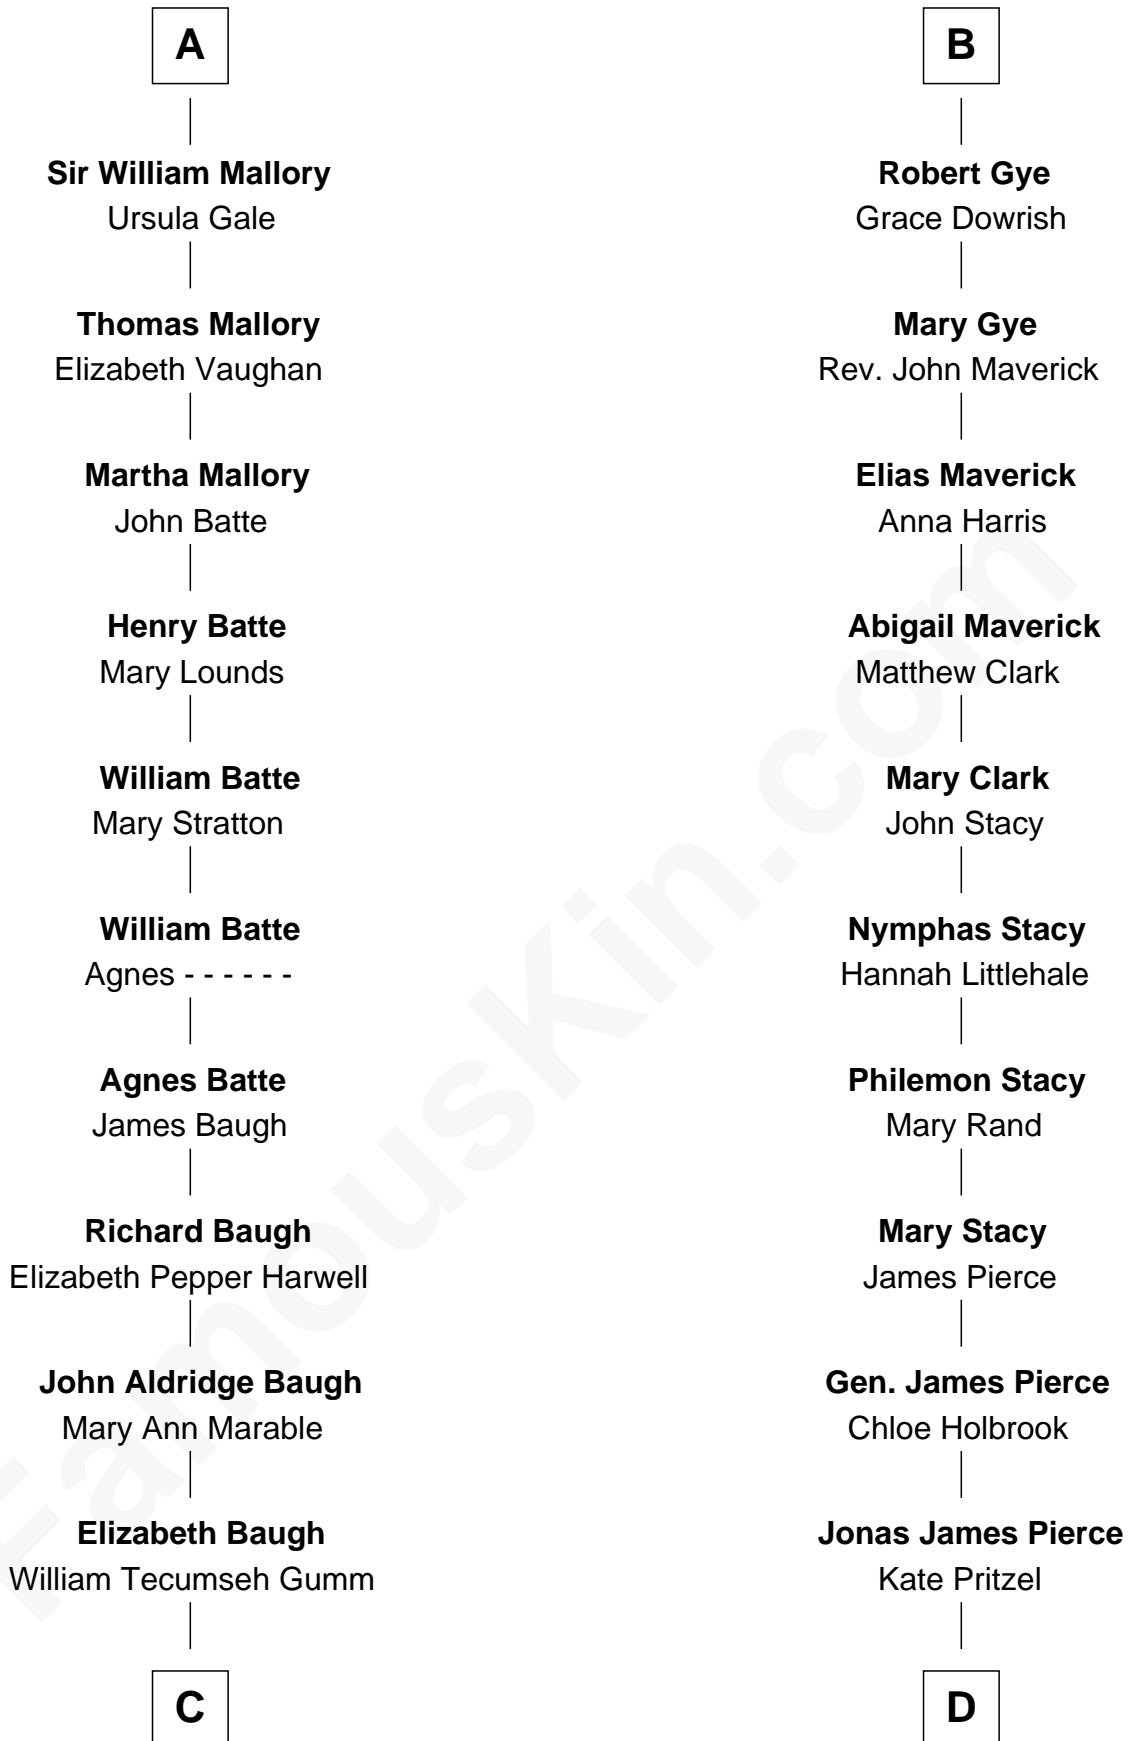 A
Sir William Mallory
Ursula Gale
Thomas Mallory
Elizabeth Vaughan
Martha Mallory
John Batte
Henry Batte
Mary Lounds
William Batte
Mary Stratton
William Batte
Agnes - - - - - -
Agnes Batte
James Baugh
Richard Baugh
Elizabeth Pepper Harwell
John Aldridge Baugh
Mary Ann Marable
Elizabeth Baugh
William Tecumseh Gumm
C
B
Robert Gye
Grace Dowrish
Mary Gye
Rev. John Maverick
Elias Maverick
Anna Harris
Abigail Maverick
Matthew Clark
Mary Clark
John Stacy
Nymphas Stacy
Hannah Littlehale
Philemon Stacy
Mary Rand
Mary Stacy
James Pierce
Gen. James Pierce
Chloe Holbrook
Jonas James Pierce
Kate Pritzel
D
FamousKin.com